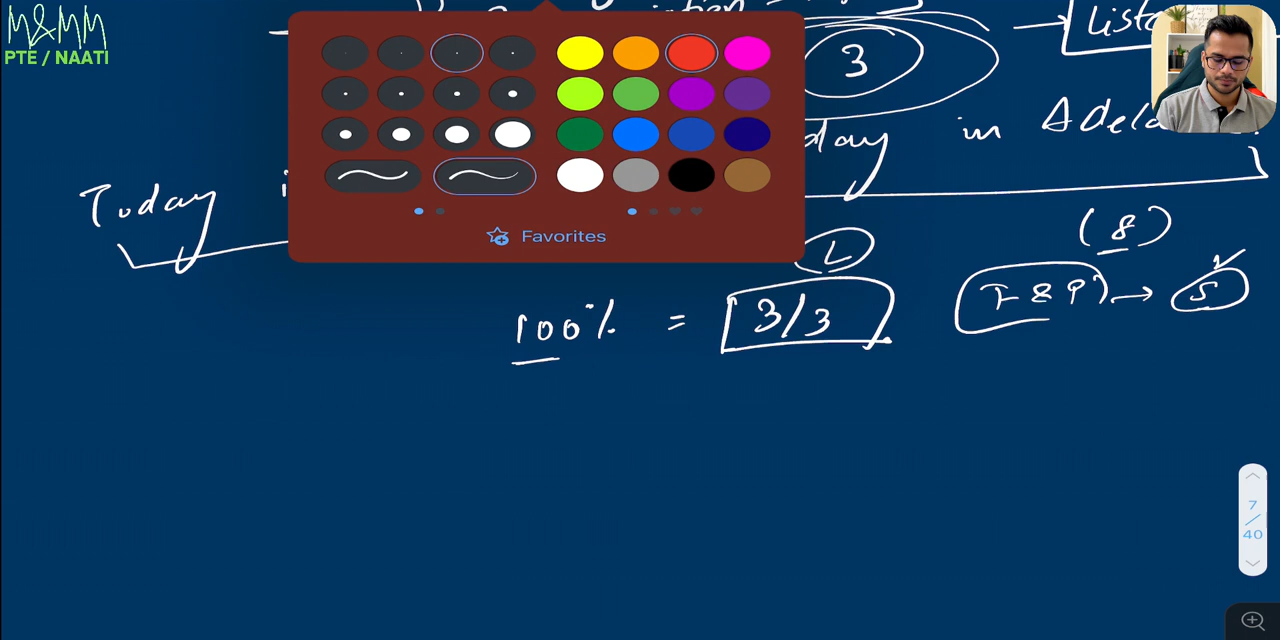 M&MM
PTE / NAATI
→ Liste
3
day in Adela
Today i
(8)
L
Favorites
F & P) → S
100% = 3/3
7
/
40